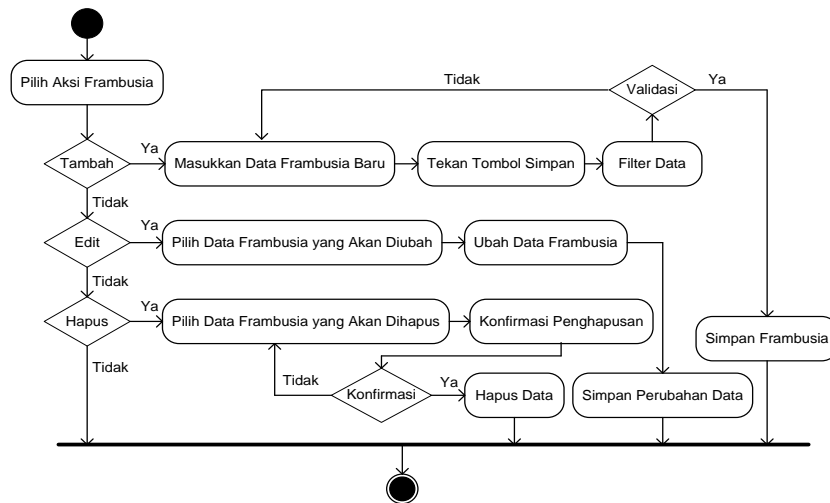 Pilih Aksi Frambusia
Tidak
Validasi
Ya
Tambah
Ya
Masukkan Data Frambusia Baru
Tekan Tombol Simpan
Filter Data
Tidak
Edit
Ya
Pilih Data Frambusia yang Akan Diubah
Ubah Data Frambusia
Tidak
Hapus
Ya
Pilih Data Frambusia yang Akan Dihapus
Konfirmasi Penghapusan
Simpan Frambusia
Tidak
Tidak
Konfirmasi
Ya
Hapus Data
Simpan Perubahan Data